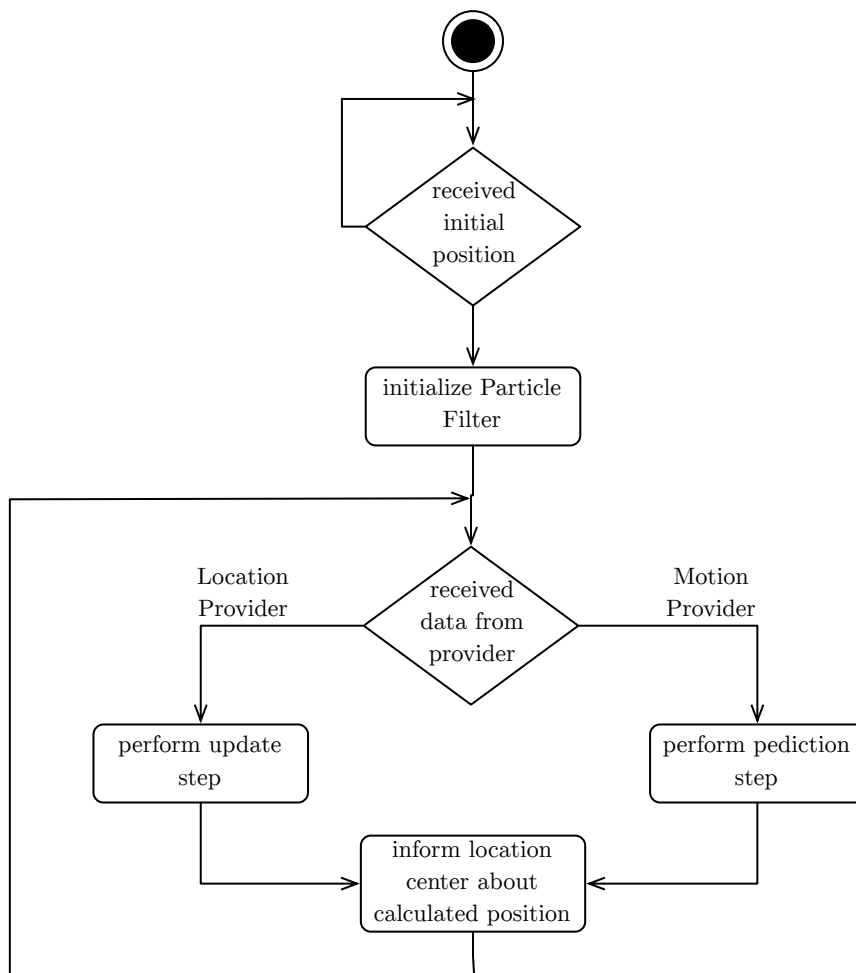 received
initial
position
initialize Particle
Filter
Location
Provider
received
data from
provider
Motion
Provider
perform update
step
perform pediction
step
inform location
center about
calculated position